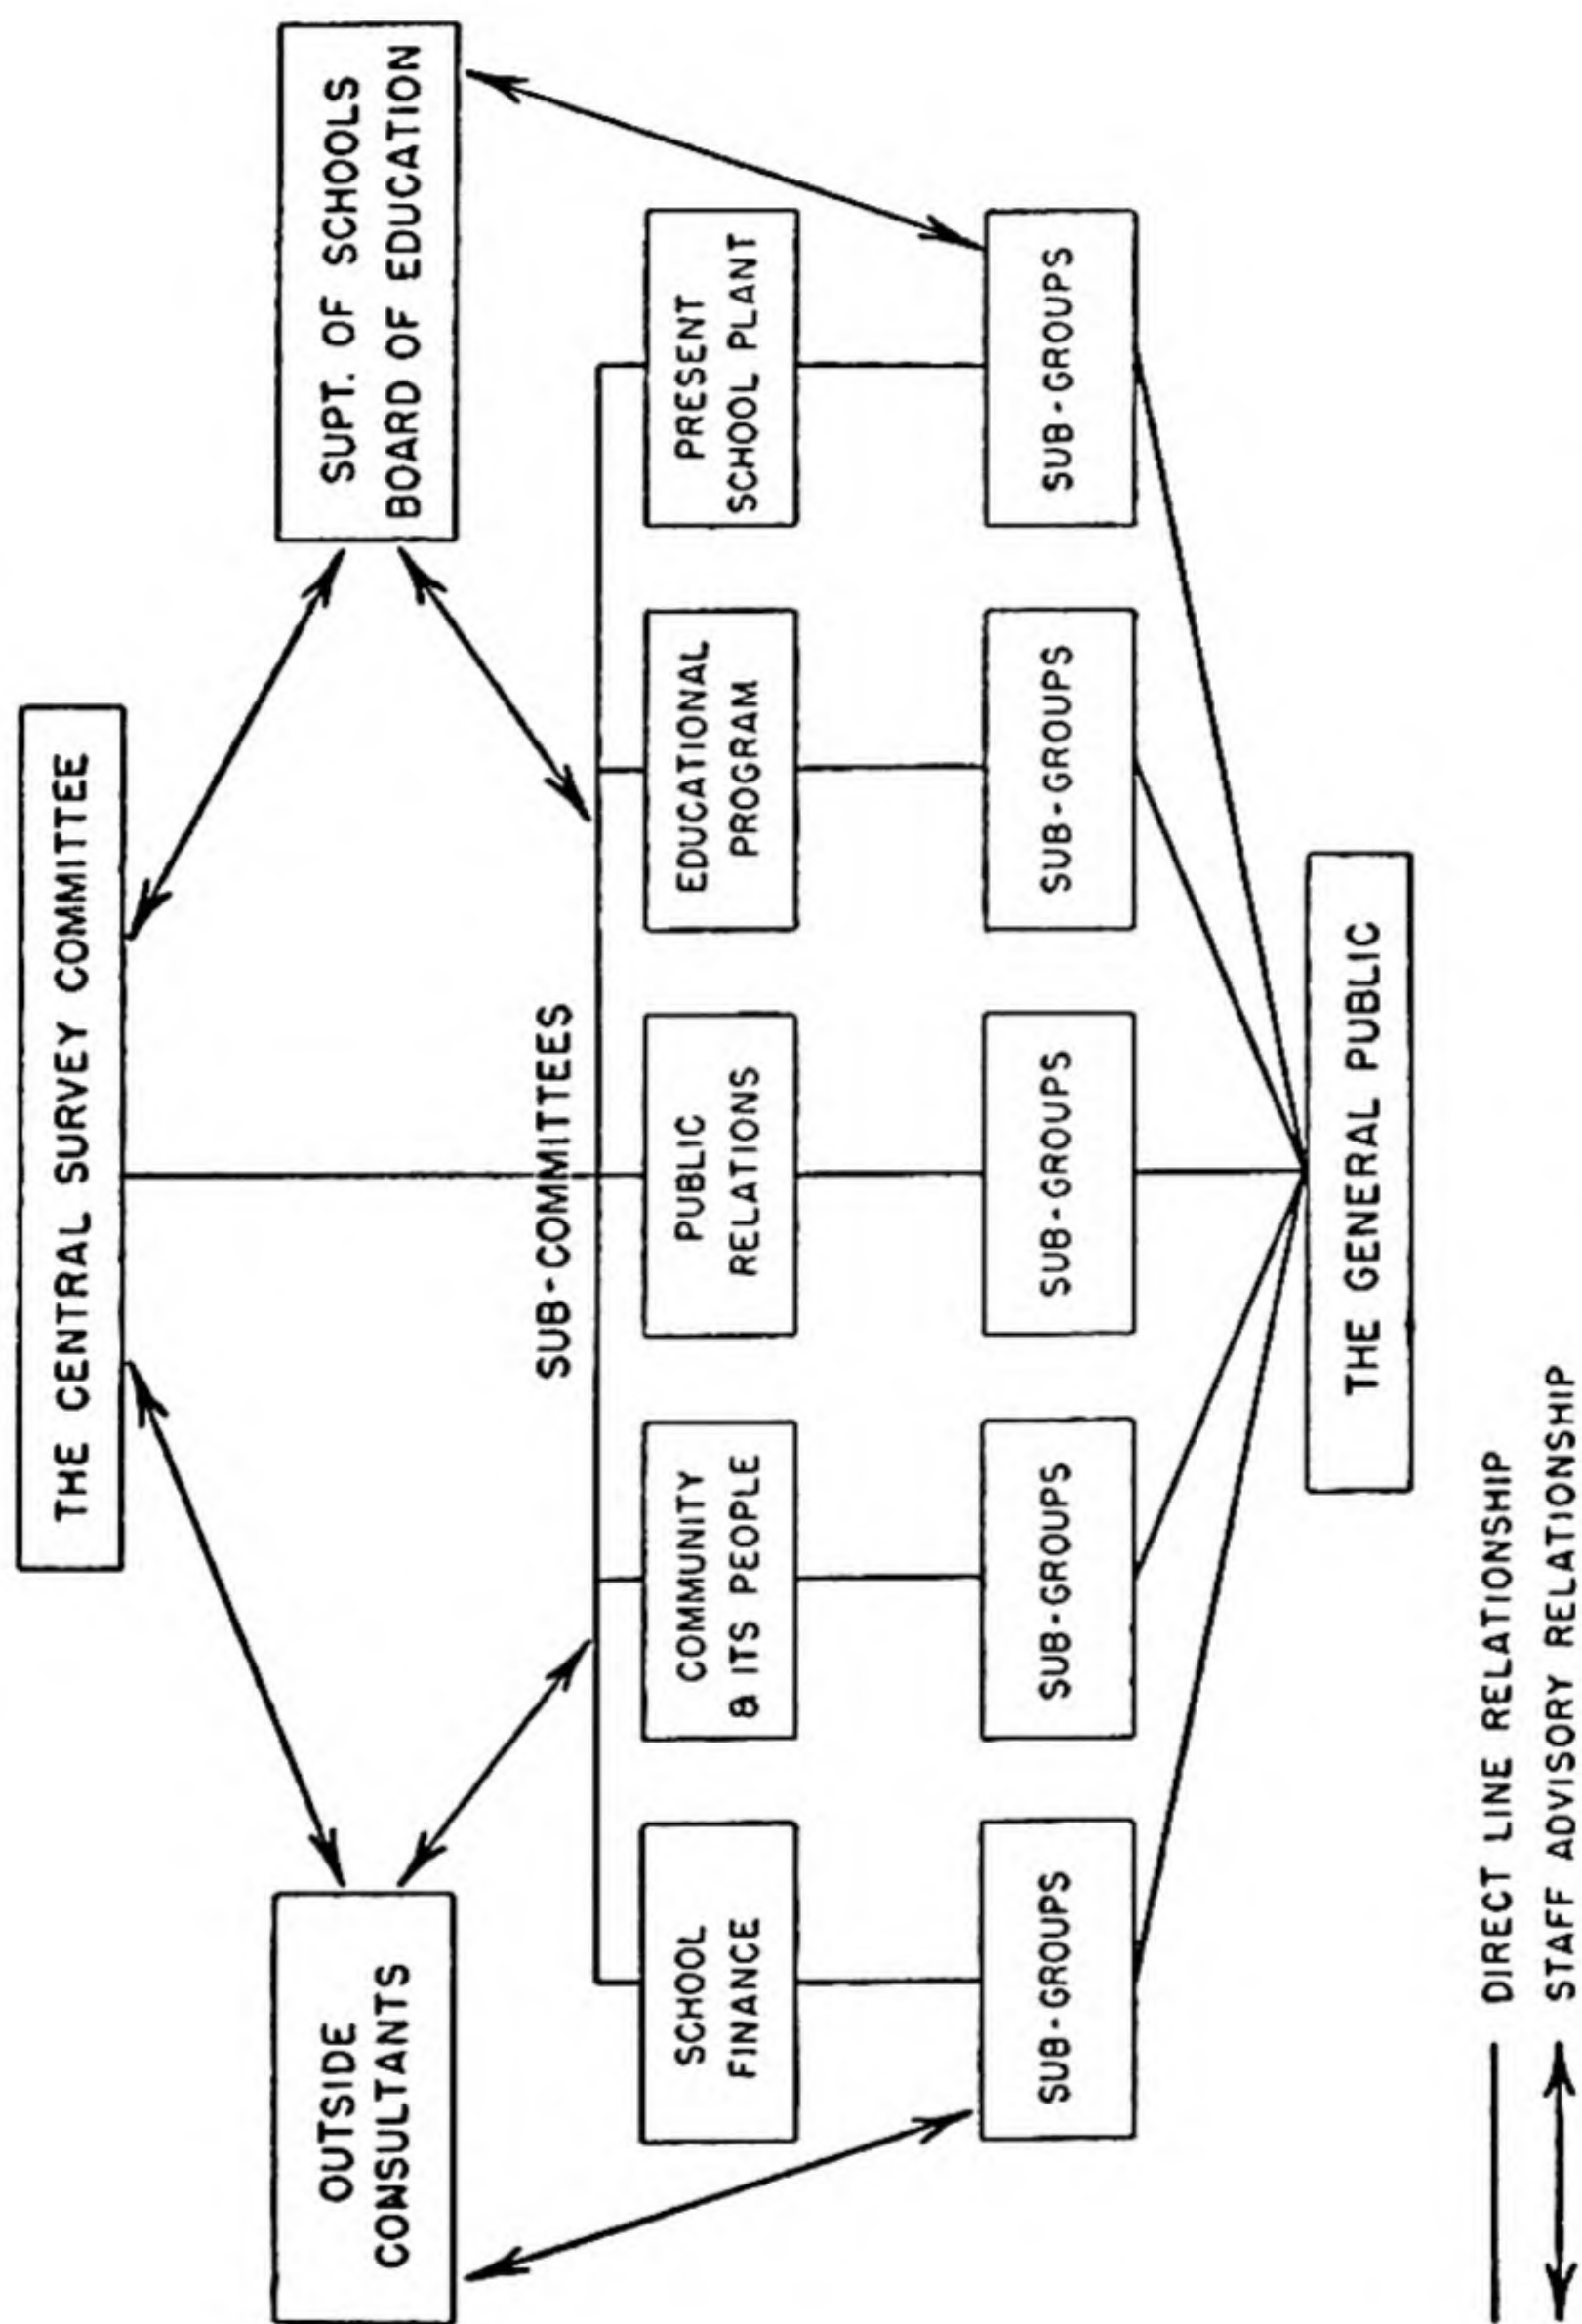 THE CENTRAL SURVEY COMMITTEE
OUTSIDE
CONSULTANTS
SUPT. OF SCHOOLS
BOARD OF EDUCATION
SUB-COMMITTEES
SCHOOL
FINANCE
COMMUNITY
& ITS PEOPLE
PUBLIC
RELATIONS
EDUCATIONAL
PROGRAM
PRESENT
SCHOOL PLANT
SUB-GROUPS
SUB-GROUPS
SUB-GROUPS
SUB-GROUPS
SUB-GROUPS
THE GENERAL PUBLIC
DIRECT LINE RELATIONSHIP
STAFF ADVISORY RELATIONSHIP